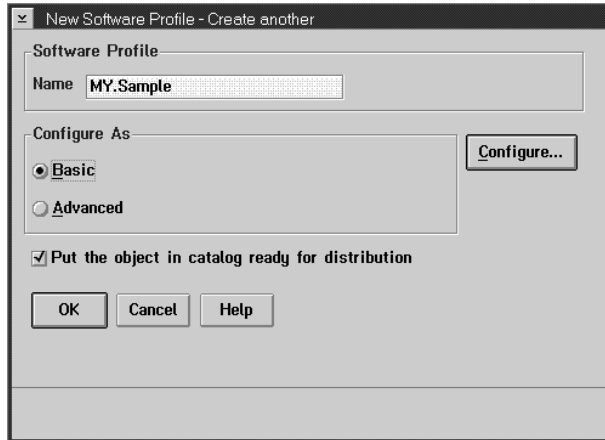 New Software Profile - Create another
Software Profile
Name MY.Sample
Configure As
Configure...
Basic
Advanced
Put the object in catalog ready for distribution
OK Cancel Help